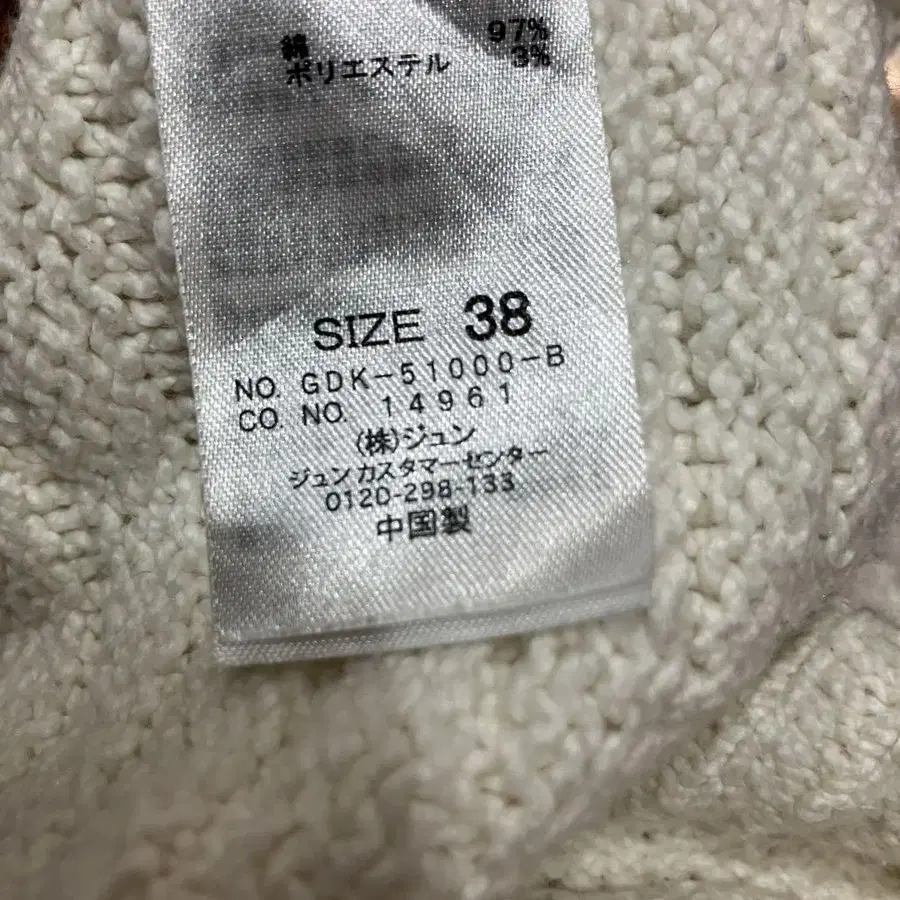 綿 97%
ポリエステル 3%
SIZE 38
NO. GDK-51000-B
CO. NO. 14961
(株)ジュン
ジュンカスタマーセンター
0120-298-133
中国製